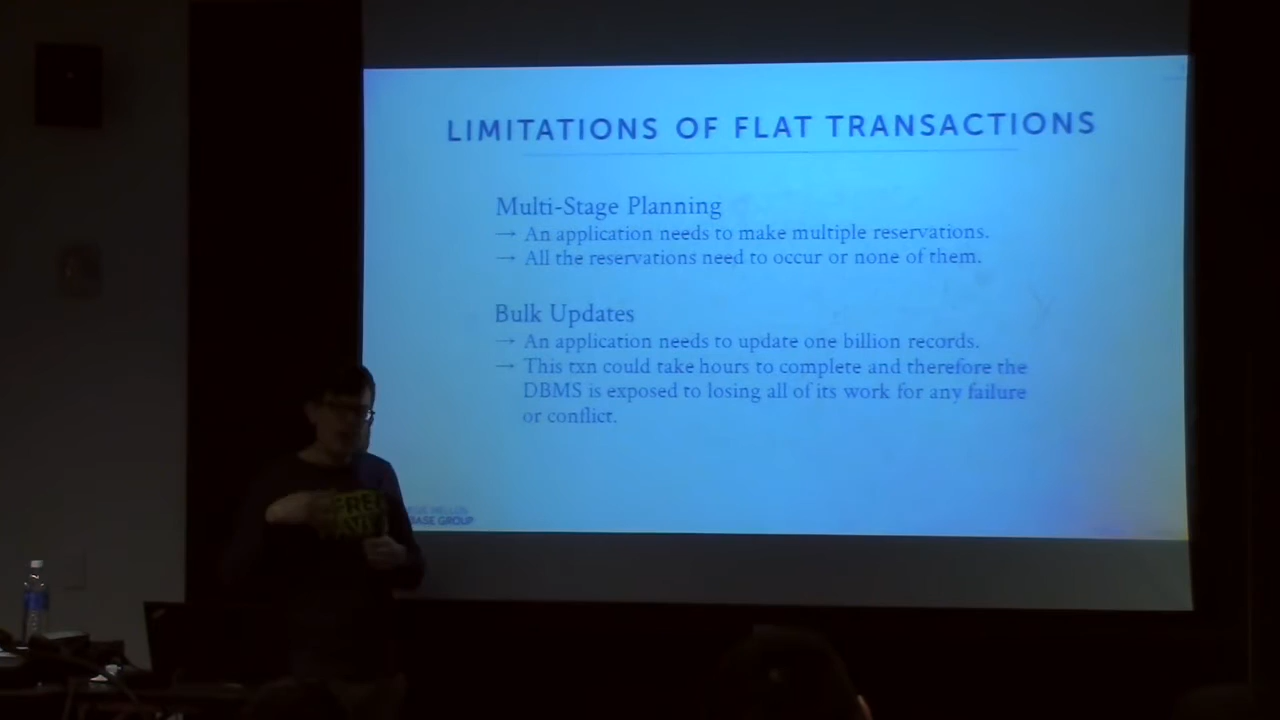 LIMITATIONS OF FLAT TRANSACTIONS
Multi-Stage Planning
→ An application needs to make multiple reservations.
→ All the reservations need to occur or none of them.
Bulk Updates
→ An application needs to update one billion records.
→ This txn could take hours to complete and therefore the
DBMS is exposed to losing all of its work for any failure
or conflict.
FREE
GROUP